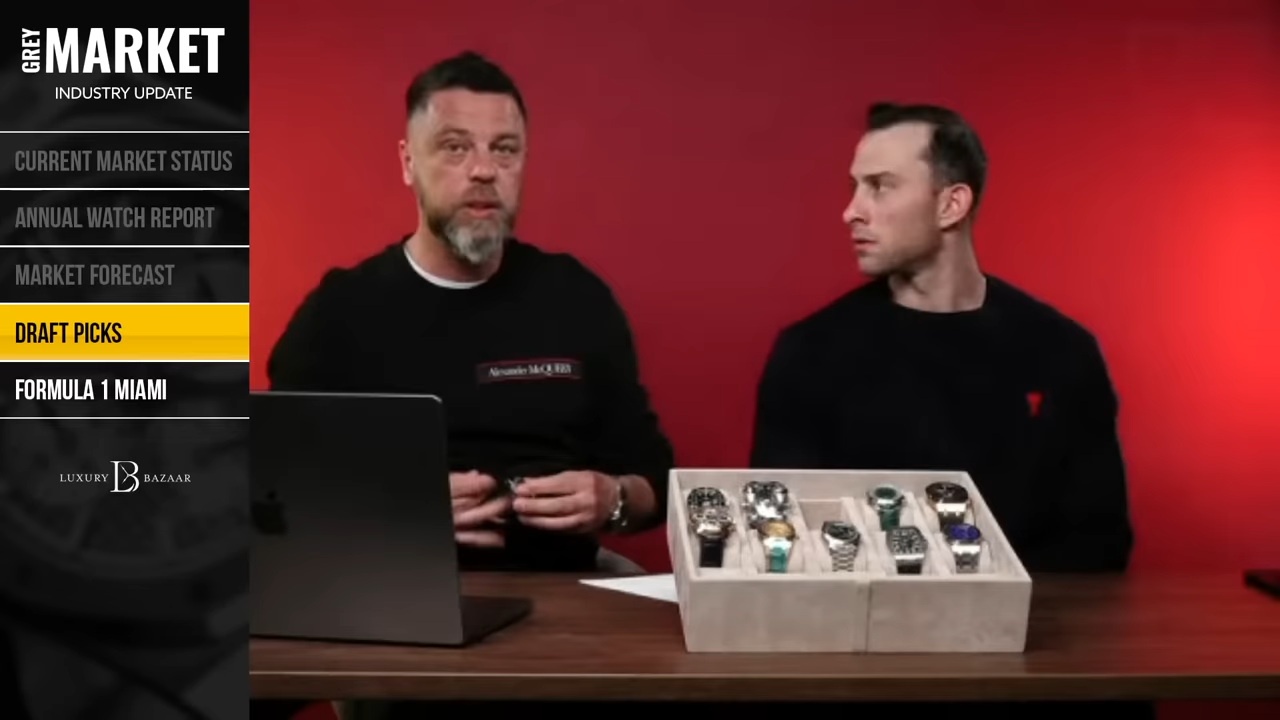 GREY
MARKET
INDUSTRY UPDATE
CURRENT MARKET STATUS
ANNUAL WATCH REPORT
MARKET FORECAST
DRAFT PICKS
FORMULA 1 MIAMI
LUXURY B BAZAAR
Alexander McQUEEN